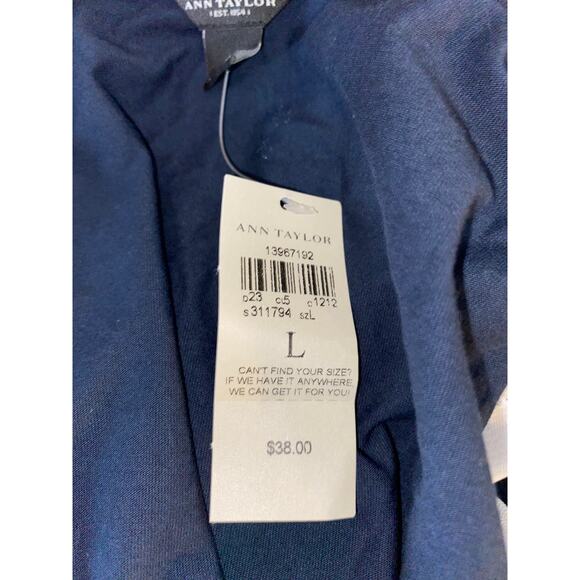 ANN TAYLOR
EST. 1954
ANN TAYLOR
13967192
D23 CL5 C1212
S311794 SZL
L
CAN'T FIND YOUR SIZE?
IF WE HAVE IT ANYWHERE,
WE CAN GET IT FOR YOU!
$38.00